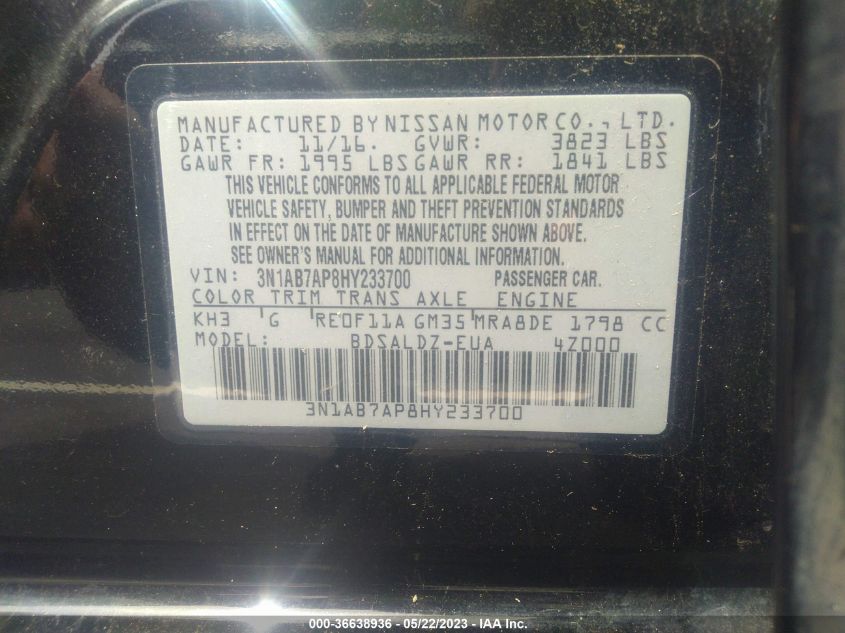 MANUFACTURED BY NISSAN MOTOR CO., LTD.
DATE: 11/16. GVWR: 3823 LBS
GAWR FR: 1995 LBS GAWR RR: 1841 LBS
THIS VEHICLE CONFORMS TO ALL APPLICABLE FEDERAL MOTOR
VEHICLE SAFETY, BUMPER AND THEFT PREVENTION STANDARDS
IN EFFECT ON THE DATE OF MANUFACTURE SHOWN ABOVE.
SEE OWNER'S MANUAL FOR ADDITIONAL INFORMATION.
VIN: 3N1AB7AP8HY233700 PASSENGER CAR.
COLOR TRIM TRANS AXLE ENGINE
KH3 G RE0F11A GM35 MRA8DE 1798 CC
MODEL: BDSALDZ-EUA 4Z000
3N1AB7AP8HY233700
000-36638936 - 05/22/2023 - 1710 BENSON RD.